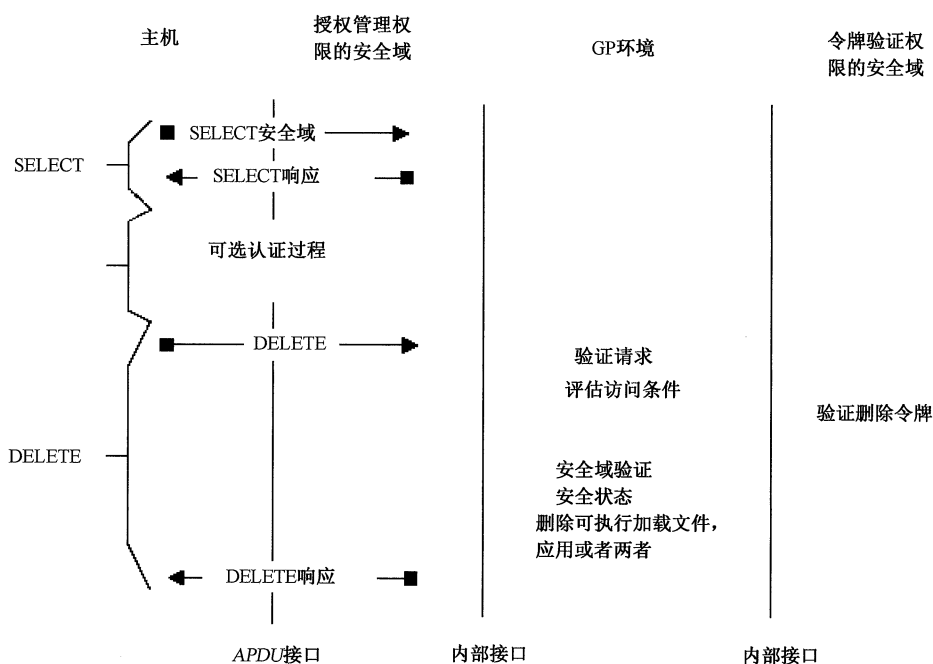 主机
授权管理权
限的安全域
GP环境
令牌验证权
限的安全域
SELECT安全域
SELECT
SELECT响应
可选认证过程
DELETE
验证请求
评估访问条件
验证删除令牌
DELETE
安全域验证
安全状态
删除可执行加载文件，
应用或者两者
DELETE响应
APDU接口
内部接口
内部接口